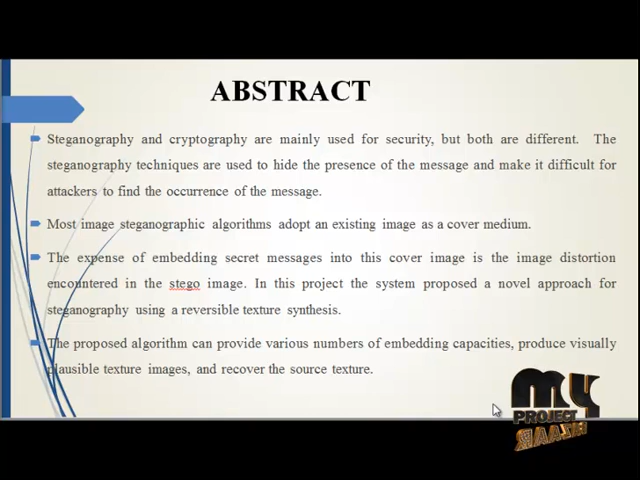 ABSTRACT
Steganography and cryptography are mainly used for security, but both are different. The
steganography techniques are used to hide the presence of the message and make it difficult for
attackers to find the occurrence of the message.
Most image steganographic algorithms adopt an existing image as a cover medium.
The expense of embedding secret messages into this cover image is the image distortion
encountered in the stego image. In this project the system proposed a novel approach for
steganography using a reversible texture synthesis.
The proposed algorithm can provide various numbers of embedding capacities, produce visually
plausible texture images, and recover the source texture.
my
PROJECT
BAZAAR